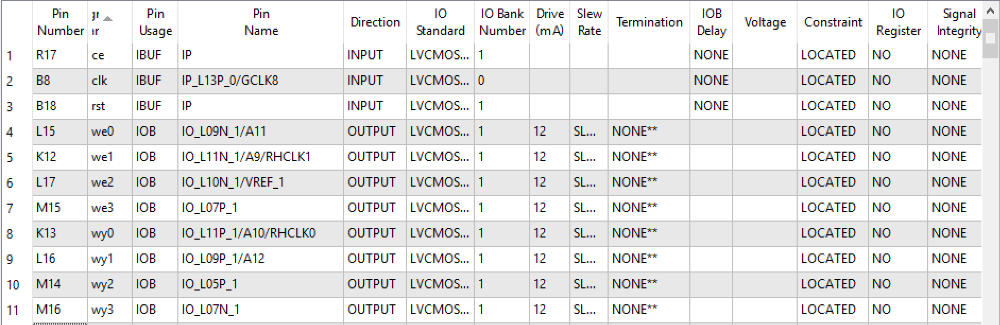 Pin Number gr ar Pin Usage Pin Name Direction IO Standard IO Bank Number Drive (mA) Slew Rate Termination IOB Delay Voltage Constraint IO Register Signal Integrity
1 R17 ce IBUF IP INPUT LVCMOS... 1 NONE LOCATED NO NONE
2 B8 clk IBUF IP_L13P_0/GCLK8 INPUT LVCMOS... 0 NONE LOCATED NO NONE
3 B18 rst IBUF IP INPUT LVCMOS... 1 NONE LOCATED NO NONE
4 L15 we0 IOB IO_L09N_1/A11 OUTPUT LVCMOS... 1 12 SL... NONE** LOCATED NO NONE
5 K12 we1 IOB IO_L11N_1/A9/RHCLK1 OUTPUT LVCMOS... 1 12 SL... NONE** LOCATED NO NONE
6 L17 we2 IOB IO_L10N_1/VREF_1 OUTPUT LVCMOS... 1 12 SL... NONE** LOCATED NO NONE
7 M15 we3 IOB IO_L07P_1 OUTPUT LVCMOS... 1 12 SL... NONE** LOCATED NO NONE
8 K13 wy0 IOB IO_L11P_1/A10/RHCLK0 OUTPUT LVCMOS... 1 12 SL... NONE** LOCATED NO NONE
9 L16 wy1 IOB IO_L09P_1/A12 OUTPUT LVCMOS... 1 12 SL... NONE** LOCATED NO NONE
10 M14 wy2 IOB IO_L05P_1 OUTPUT LVCMOS... 1 12 SL... NONE** LOCATED NO NONE
11 M16 wy3 IOB IO_L07N_1 OUTPUT LVCMOS... 1 12 SL... NONE** LOCATED NO NONE